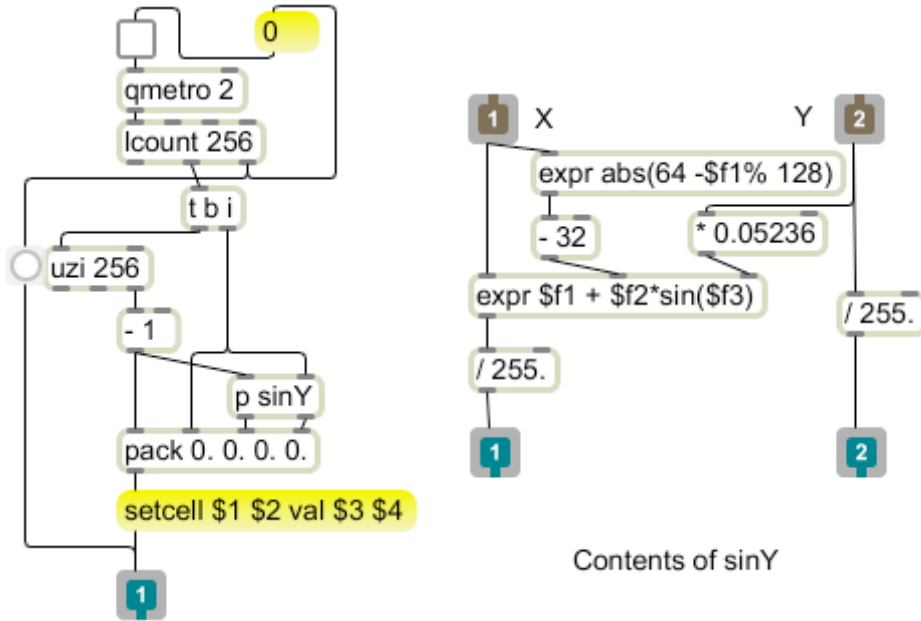 0
qmetro 2
lcount 256
t b i
uzi 256
- 1
p sinY
pack 0. 0. 0. 0.
setcell $1 $2 val $3 $4
1
1 X Y 2
expr abs(64 -$f1% 128)
- 32 * 0.05236
expr $f1 + $f2*sin($f3)
/ 255.
/ 255.
1 2
Contents of sinY